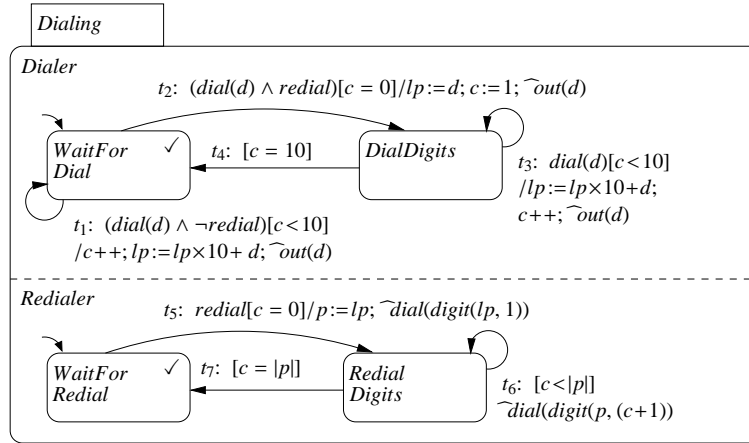 Dialing
Dialer
t₂: (dial(d) ∧ redial)[c = 0]/lp:=d; c:=1; ^out(d)
WaitFor ✓
Dial
t₄: [c = 10]
DialDigits
t₃: dial(d)[c<10]
/lp:=lp×10+d;
c++; ^out(d)
t₁: (dial(d) ∧ ¬redial)[c<10]
/c++; lp:=lp×10+ d; ^out(d)
Redialer
t₅: redial[c = 0]/p:=lp; ^dial(digit(lp, 1))
WaitFor ✓
Redial
t₇: [c = |p|]
Redial
Digits
t₆: [c<|p|]
^dial(digit(p, (c+1))